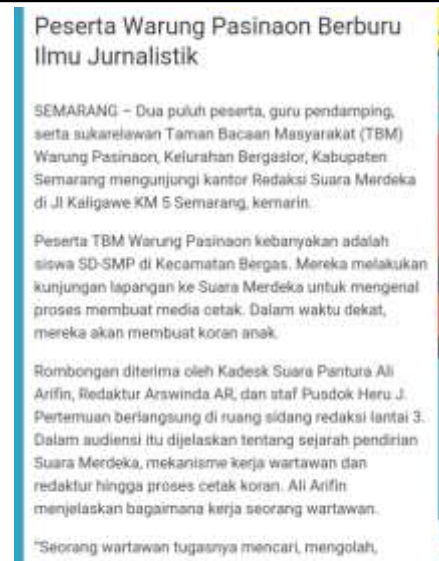 Peserta Warung Pasinaon Berburu
Ilmu Jurnalistik
SEMARANG – Dua puluh peserta, guru pendamping,
serta sukarelawan Taman Bacaan Masyarakat (TBM)
Warung Pasinaon, Kelurahan Bergaslor, Kabupaten
Semarang mengunjungi kantor Redaksi Suara Merdeka
di Jl Kaligawe KM 5 Semarang, kemarin.
Peserta TBM Warung Pasinaon kebanyakan adalah
siswa SD-SMP di Kecamatan Bergas. Mereka melakukan
kunjungan lapangan ke Suara Merdeka untuk mengenal
proses membuat media cetak. Dalam waktu dekat,
mereka akan membuat koran anak.
Rombongan diterima oleh Kadesk Suara Pantura Ali
Arifin, Redaktur Arswinda AR, dan staf Pusdok Heru J.
Pertemuan berlangsung di ruang sidang redaksi lantai 3.
Dalam audiensi itu dijelaskan tentang sejarah pendirian
Suara Merdeka, mekanisme kerja wartawan dan
redaktur hingga proses cetak koran. Ali Arifin
menjelaskan bagaimana kerja seorang wartawan.
"Seorang wartawan tugasnya mencari, mengolah,